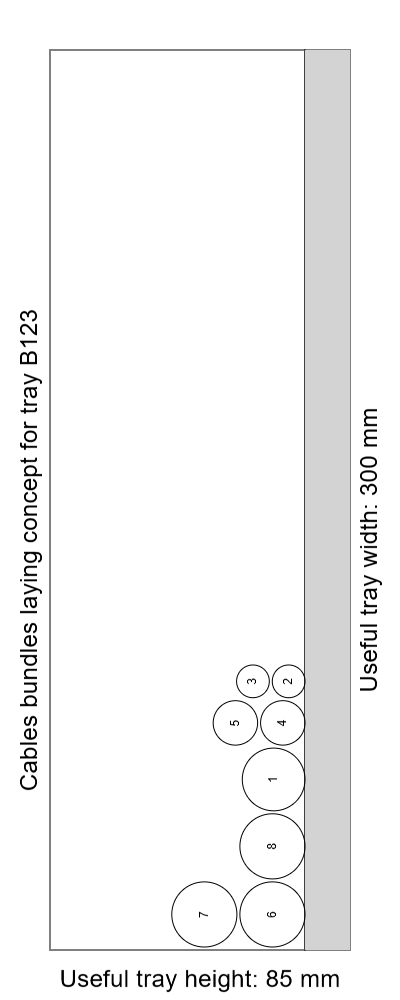 Cables bundles laying concept for tray B123
3
2
5
4
1
8
7
6
Useful tray width: 300 mm
Useful tray height: 85 mm